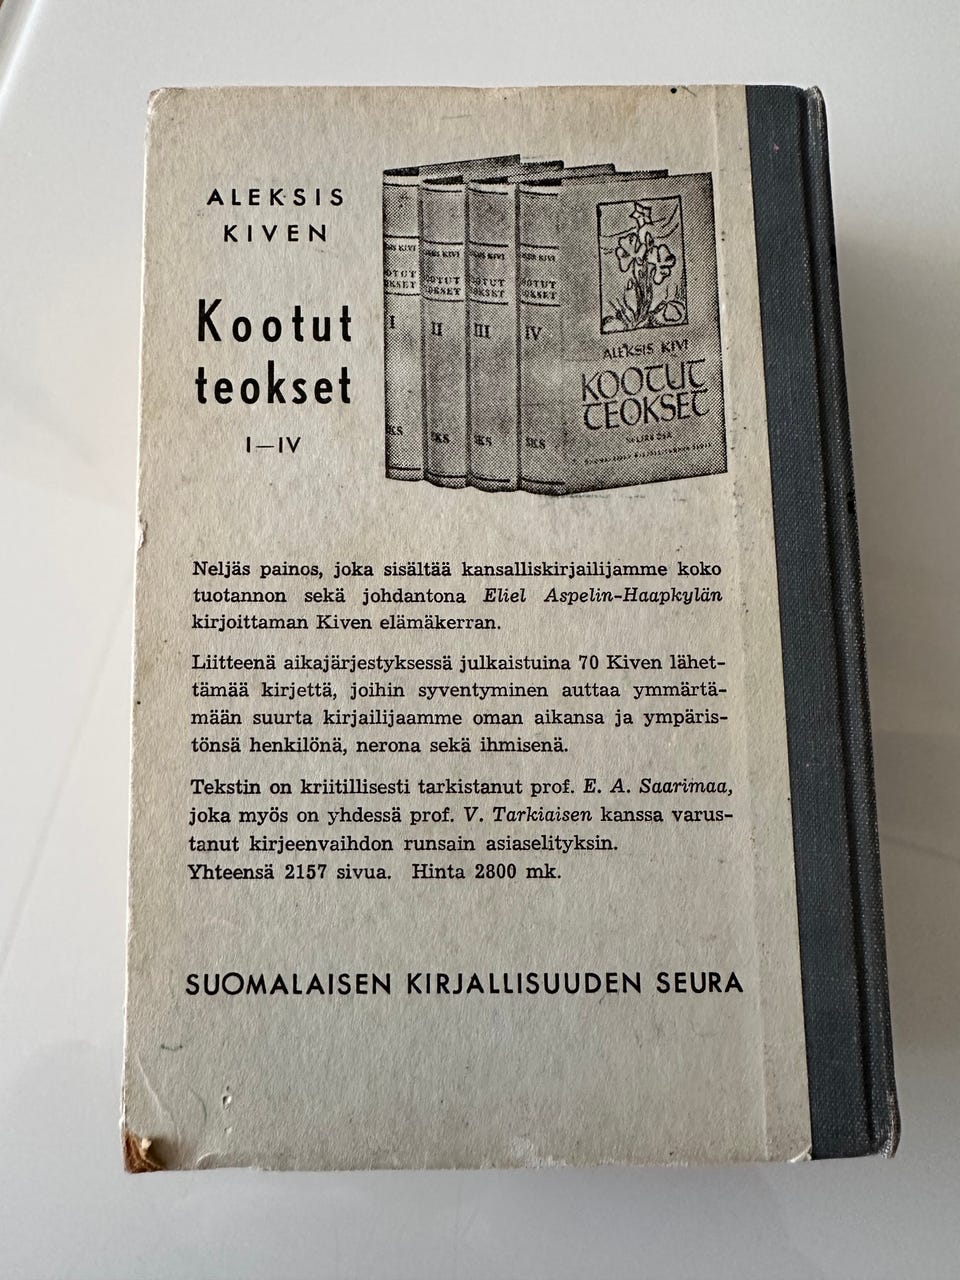 ALEKSIS
KIVEN
Kootut
teokset
I—IV
KOOTUT
TEOKSET
I
II
KOOTUT
TEOKSET
III
IV
SKS
SKS
SKS
ALEKSIS KIVI
KOOTUT
TEOKSET
Neljäs painos, joka sisältää kansalliskirjailijamme koko
tuotannon sekä johdantona Eliel Aspelin-Haapkylän
kirjoittaman Kiven elämäkerran.
Liitteenä aikajärjestyksessä julkaistuina 70 Kiven lähet-
tämää kirjettä, joihin syventyminen auttaa ymmärtä-
mään suurta kirjailijaamme oman aikansa ja ympäris-
tönsä henkilönä, nerona sekä ihmisenä.
Tekstin on kriitillisesti tarkistanut prof. E. A. Saarimaa,
joka myös on yhdessä prof. V. Tarkiaisen kanssa varus-
tanut kirjeenvaihdon runsain asiaselityksin.
Yhteensä 2157 sivua. Hinta 2800 mk.
SUOMALAISEN KIRJALLISUUDEN SEURA